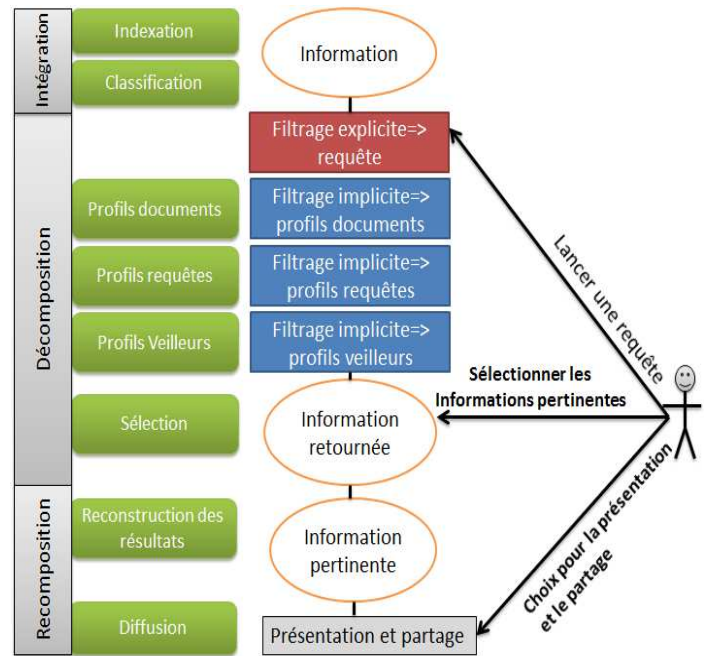 Intégration
Indexation
Classification
Information
Décomposition
Filtrage explicite=>
requête
Profils documents
Filtrage implicite=>
profils documents
Profils requêtes
Filtrage implicite=>
profils requêtes
Profils Veilleurs
Filtrage implicite=>
profils veilleurs
Sélection
Information
retournée
Lancer une requête
Sélectionner les
Informations pertinentes
Choix pour la présentation
et le partage
Recomposition
Reconstruction des
résultats
Information
pertinente
Diffusion
Présentation et partage